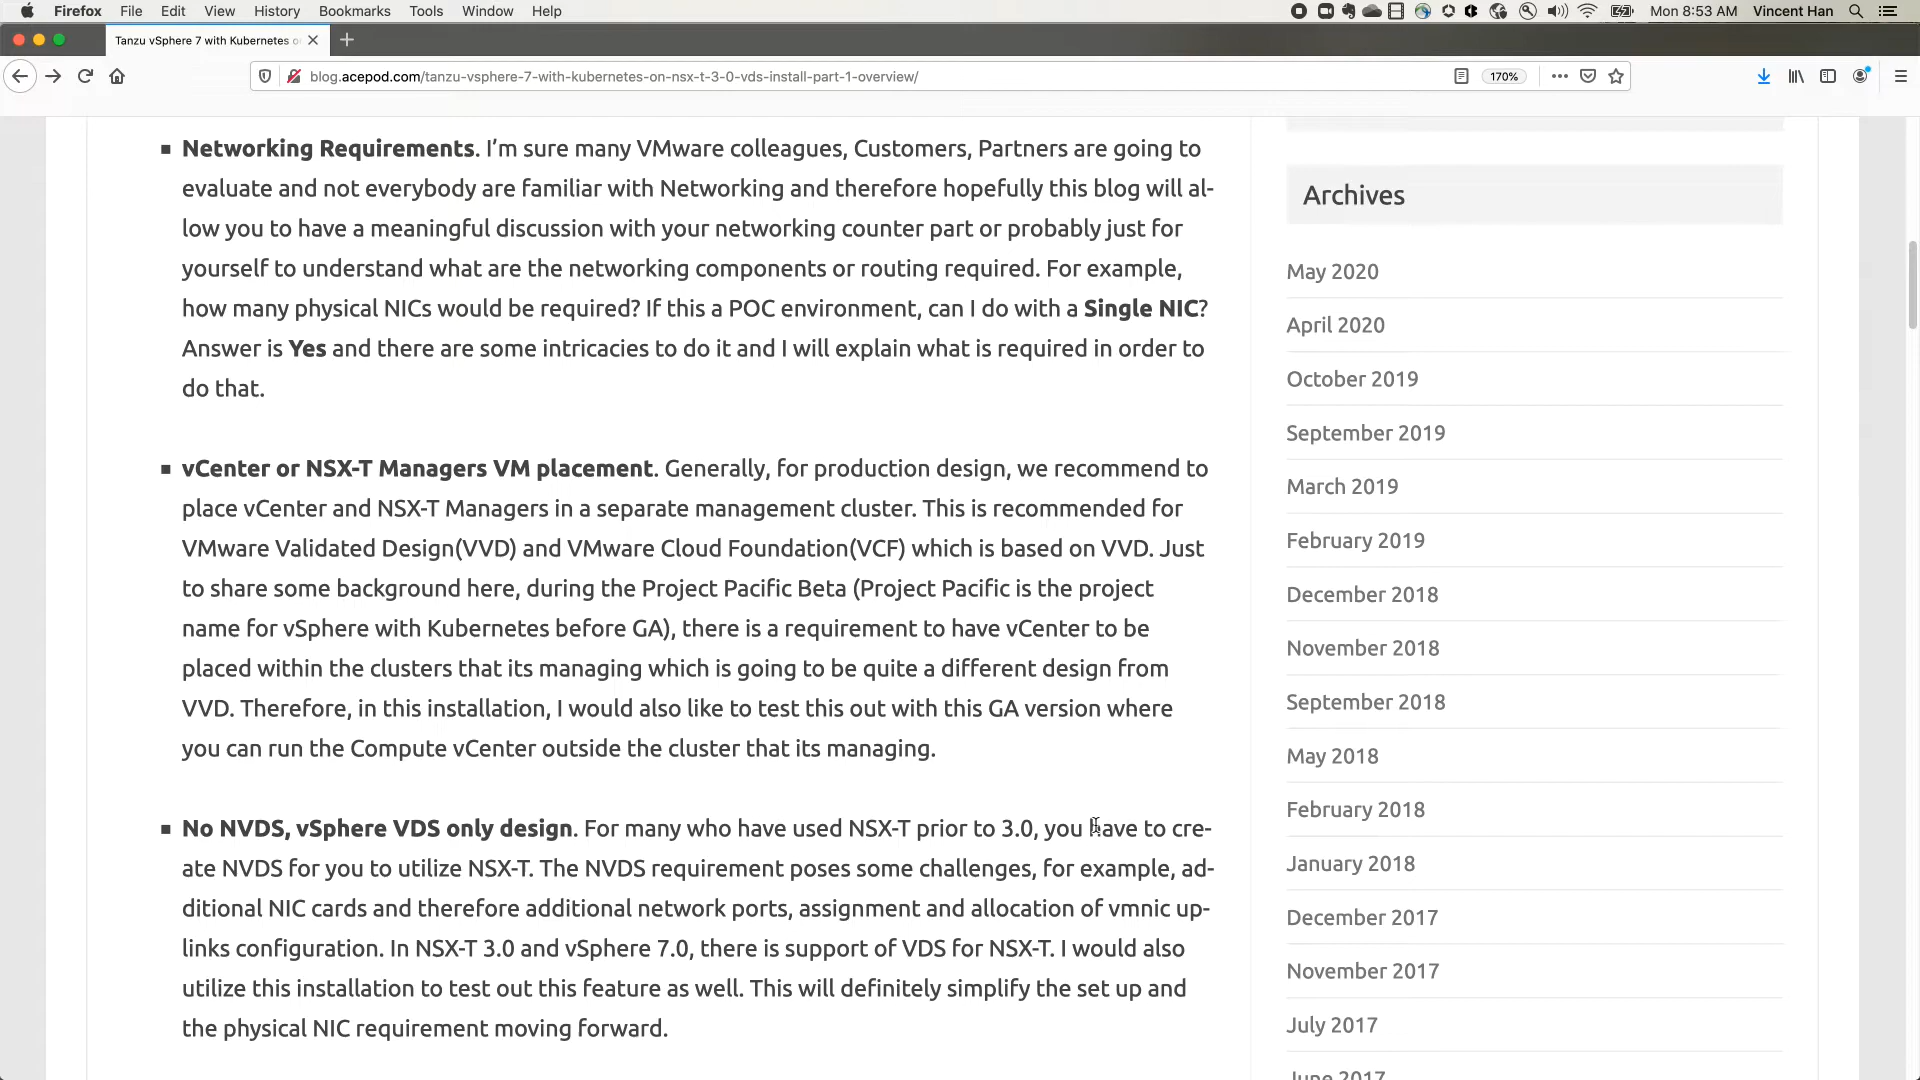 Firefox File Edit View History Bookmarks Tools Window Help Mon 8:53 AM Vincent Han
Tanzu vSphere 7 with Kubernetes o
blog.acepod.com/tanzu-vsphere-7-with-kubernetes-on-nsx-t-3-0-vds-install-part-1-overview/ 170%
Networking Requirements. I’m sure many VMware colleagues, Customers, Partners are going to
evaluate and not everybody are familiar with Networking and therefore hopefully this blog will al-
low you to have a meaningful discussion with your networking counter part or probably just for
yourself to understand what are the networking components or routing required. For example,
how many physical NICs would be required? If this a POC environment, can I do with a Single NIC?
Answer is Yes and there are some intricacies to do it and I will explain what is required in order to
do that.
vCenter or NSX-T Managers VM placement. Generally, for production design, we recommend to
place vCenter and NSX-T Managers in a separate management cluster. This is recommended for
VMware Validated Design(VVD) and VMware Cloud Foundation(VCF) which is based on VVD. Just
to share some background here, during the Project Pacific Beta (Project Pacific is the project
name for vSphere with Kubernetes before GA), there is a requirement to have vCenter to be
placed within the clusters that its managing which is going to be quite a different design from
VVD. Therefore, in this installation, I would also like to test this out with this GA version where
you can run the Compute vCenter outside the cluster that its managing.
No NVDS, vSphere VDS only design. For many who have used NSX-T prior to 3.0, you have to cre-
ate NVDS for you to utilize NSX-T. The NVDS requirement poses some challenges, for example, ad-
ditional NIC cards and therefore additional network ports, assignment and allocation of vmnic up-
links configuration. In NSX-T 3.0 and vSphere 7.0, there is support of VDS for NSX-T. I would also
utilize this installation to test out this feature as well. This will definitely simplify the set up and
the physical NIC requirement moving forward.
Archives
May 2020
April 2020
October 2019
September 2019
March 2019
February 2019
December 2018
November 2018
September 2018
May 2018
February 2018
January 2018
December 2017
November 2017
July 2017
June 2017